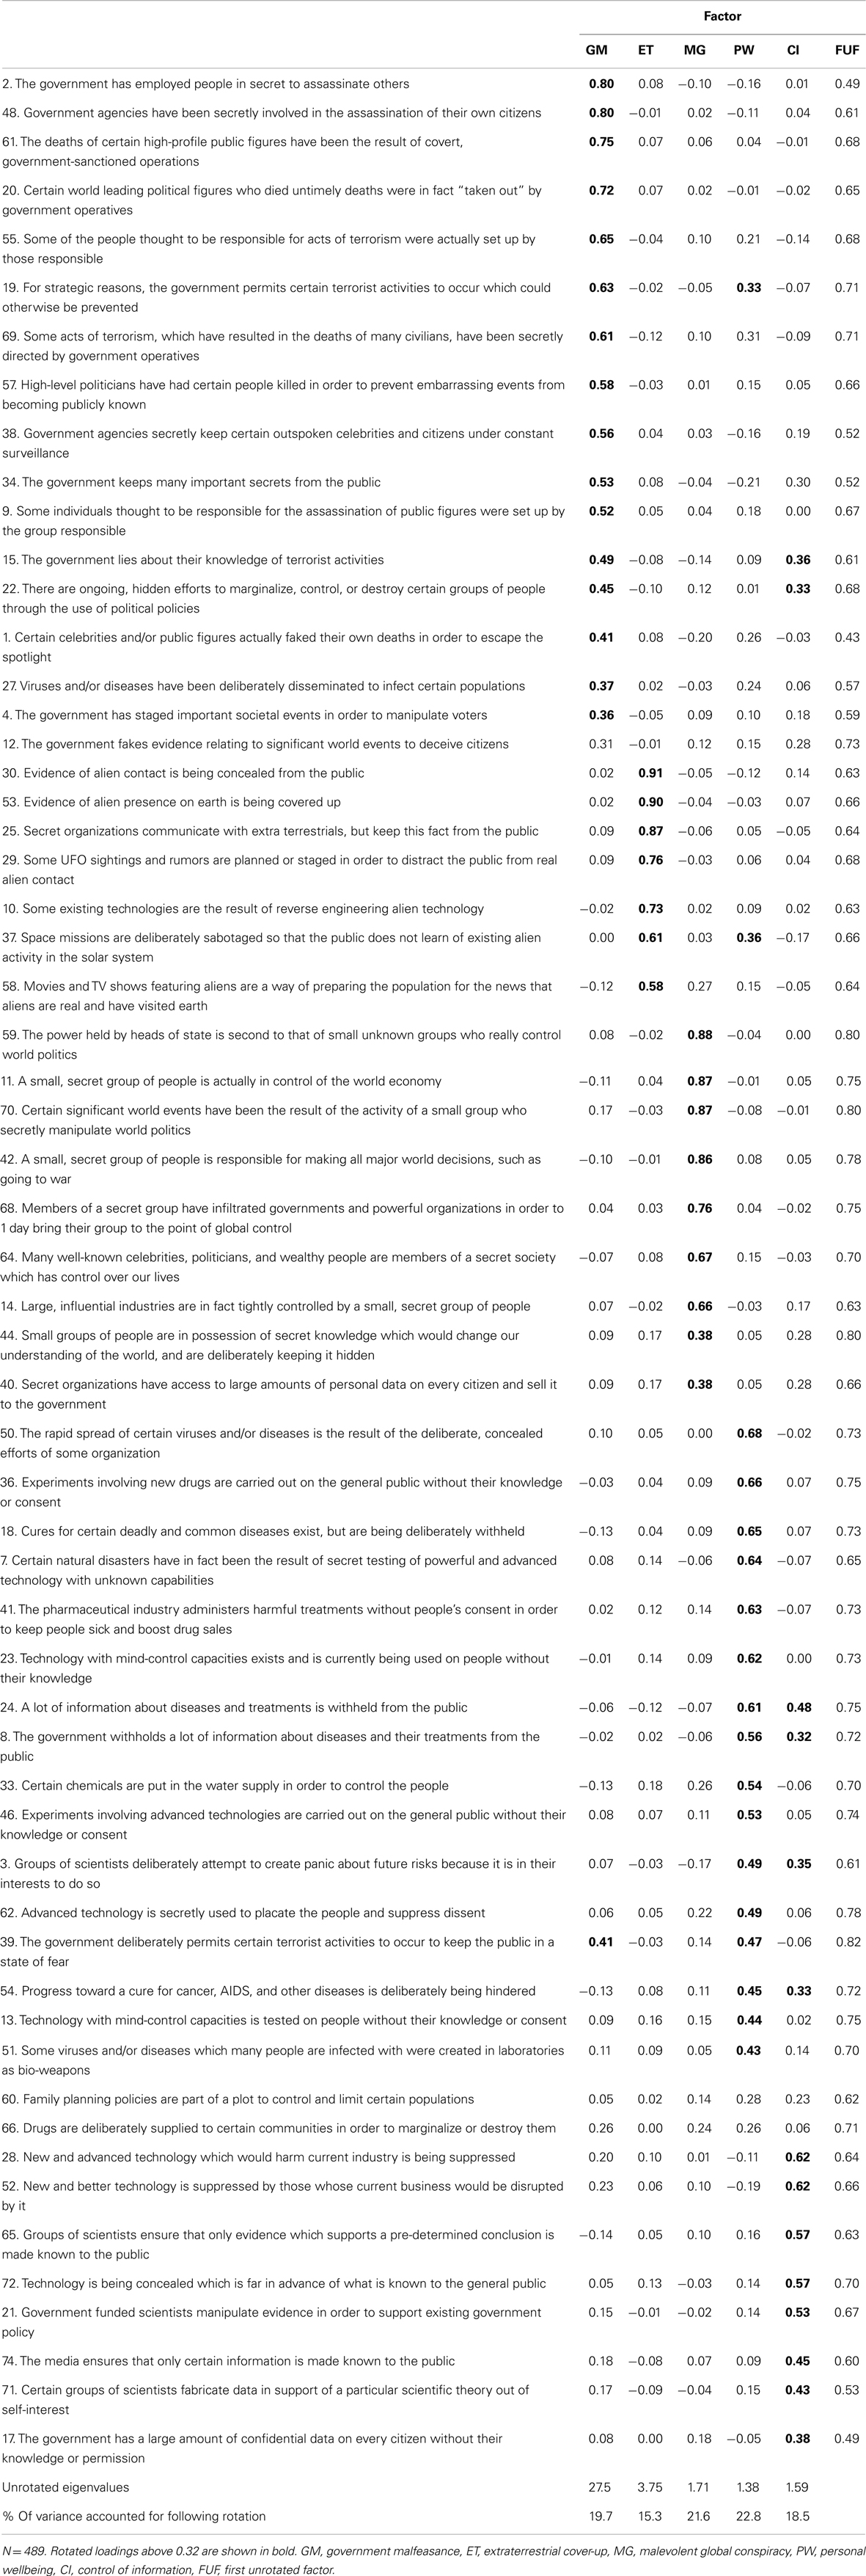 Factor
GM ET MG PW CI FUF
2. The government has employed people in secret to assassinate others 0.80 0.08 −0.10 −0.16 0.01 0.49
48. Government agencies have been secretly involved in the assassination of their own citizens 0.80 −0.01 0.02 −0.11 0.04 0.61
61. The deaths of certain high-profile public figures have been the result of covert, 0.75 0.07 0.06 0.04 −0.01 0.68
government-sanctioned operations
20. Certain world leading political figures who died untimely deaths were in fact “taken out” by 0.72 0.07 0.02 −0.01 −0.02 0.65
government operatives
55. Some of the people thought to be responsible for acts of terrorism were actually set up by 0.65 −0.04 0.10 0.21 −0.14 0.68
those responsible
19. For strategic reasons, the government permits certain terrorist activities to occur which could 0.63 −0.02 −0.05 0.33 −0.07 0.71
otherwise be prevented
69. Some acts of terrorism, which have resulted in the deaths of many civilians, have been secretly 0.61 −0.12 0.10 0.31 −0.09 0.71
directed by government operatives
57. High-level politicians have had certain people killed in order to prevent embarrassing events from 0.58 −0.03 0.01 0.15 0.05 0.66
becoming publicly known
38. Government agencies secretly keep certain outspoken celebrities and citizens under constant 0.56 0.04 0.03 −0.16 0.19 0.52
surveillance
34. The government keeps many important secrets from the public 0.53 0.08 −0.04 −0.21 0.30 0.52
9. Some individuals thought to be responsible for the assassination of public figures were set up by 0.52 0.05 0.04 0.18 0.00 0.67
the group responsible
15. The government lies about their knowledge of terrorist activities 0.49 −0.08 −0.14 0.09 0.36 0.61
22. There are ongoing, hidden efforts to marginalize, control, or destroy certain groups of people 0.45 −0.10 0.12 0.01 0.33 0.68
through the use of political policies
1. Certain celebrities and/or public figures actually faked their own deaths in order to escape the 0.41 0.08 −0.20 0.26 −0.03 0.43
spotlight
27. Viruses and/or diseases have been deliberately disseminated to infect certain populations 0.37 0.02 −0.03 0.24 0.06 0.57
4. The government has staged important societal events in order to manipulate voters 0.36 −0.05 0.09 0.10 0.18 0.59
12. The government fakes evidence relating to significant world events to deceive citizens 0.31 −0.01 0.12 0.15 0.28 0.73
30. Evidence of alien contact is being concealed from the public 0.02 0.91 −0.05 −0.12 0.14 0.63
53. Evidence of alien presence on earth is being covered up 0.02 0.90 −0.04 −0.03 0.07 0.66
25. Secret organizations communicate with extra terrestrials, but keep this fact from the public 0.09 0.87 −0.06 0.05 −0.05 0.64
29. Some UFO sightings and rumors are planned or staged in order to distract the public from real 0.09 0.76 −0.03 0.06 0.04 0.68
alien contact
10. Some existing technologies are the result of reverse engineering alien technology −0.02 0.73 0.02 0.09 0.02 0.63
37. Space missions are deliberately sabotaged so that the public does not learn of existing alien 0.00 0.61 0.03 0.36 −0.17 0.66
activity in the solar system
58. Movies and TV shows featuring aliens are a way of preparing the population for the news that −0.12 0.58 0.27 0.15 −0.05 0.64
aliens are real and have visited earth
59. The power held by heads of state is second to that of small unknown groups who really control 0.08 −0.02 0.88 −0.04 0.00 0.80
world politics
11. A small, secret group of people is actually in control of the world economy −0.11 0.04 0.87 −0.01 0.05 0.75
70. Certain significant world events have been the result of the activity of a small group who 0.17 −0.03 0.87 −0.08 −0.01 0.80
secretly manipulate world politics
42. A small, secret group of people is responsible for making all major world decisions, such as −0.10 −0.01 0.86 0.08 0.05 0.78
going to war
68. Members of a secret group have infiltrated governments and powerful organizations in order to 0.04 0.03 0.76 0.04 −0.02 0.75
1 day bring their group to the point of global control
64. Many well-known celebrities, politicians, and wealthy people are members of a secret society −0.07 0.08 0.67 0.15 −0.03 0.70
which has control over our lives
14. Large, influential industries are in fact tightly controlled by a small, secret group of people 0.07 −0.02 0.66 −0.03 0.17 0.63
44. Small groups of people are in possession of secret knowledge which would change our 0.09 0.17 0.38 0.05 0.28 0.80
understanding of the world, and are deliberately keeping it hidden
40. Secret organizations have access to large amounts of personal data on every citizen and sell it 0.09 0.17 0.38 0.05 0.28 0.66
to the government
50. The rapid spread of certain viruses and/or diseases is the result of the deliberate, concealed 0.10 0.05 0.00 0.68 −0.02 0.73
efforts of some organization
36. Experiments involving new drugs are carried out on the general public without their knowledge −0.03 0.04 0.09 0.66 0.07 0.75
or consent
18. Cures for certain deadly and common diseases exist, but are being deliberately withheld −0.13 0.04 0.09 0.65 0.07 0.73
7. Certain natural disasters have in fact been the result of secret testing of powerful and advanced 0.08 0.14 −0.06 0.64 −0.07 0.65
technology with unknown capabilities
41. The pharmaceutical industry administers harmful treatments without people’s consent in order 0.02 0.12 0.14 0.63 −0.07 0.73
to keep people sick and boost drug sales
23. Technology with mind-control capacities exists and is currently being used on people without −0.01 0.14 0.09 0.62 0.00 0.73
their knowledge
24. A lot of information about diseases and treatments is withheld from the public −0.06 −0.12 −0.07 0.61 0.48 0.75
8. The government withholds a lot of information about diseases and their treatments from the −0.02 0.02 −0.06 0.56 0.32 0.72
public
33. Certain chemicals are put in the water supply in order to control the people −0.13 0.18 0.26 0.54 −0.06 0.70
46. Experiments involving advanced technologies are carried out on the general public without their 0.08 0.07 0.11 0.53 0.05 0.74
knowledge or consent
3. Groups of scientists deliberately attempt to create panic about future risks because it is in their 0.07 −0.03 −0.17 0.49 0.35 0.61
interests to do so
62. Advanced technology is secretly used to placate the people and suppress dissent 0.06 0.05 0.22 0.49 0.06 0.78
39. The government deliberately permits certain terrorist activities to occur to keep the public in a 0.41 −0.03 0.14 0.47 −0.06 0.82
state of fear
54. Progress toward a cure for cancer, AIDS, and other diseases is deliberately being hindered −0.13 0.08 0.11 0.45 0.33 0.72
13. Technology with mind-control capacities is tested on people without their knowledge or consent 0.09 0.16 0.15 0.44 0.02 0.75
51. Some viruses and/or diseases which many people are infected with were created in laboratories 0.11 0.09 0.05 0.43 0.14 0.70
as bio-weapons
60. Family planning policies are part of a plot to control and limit certain populations 0.05 0.02 0.14 0.28 0.23 0.62
66. Drugs are deliberately supplied to certain communities in order to marginalize or destroy them 0.26 0.00 0.24 0.26 0.06 0.71
28. New and advanced technology which would harm current industry is being suppressed 0.20 0.10 0.01 −0.11 0.62 0.64
52. New and better technology is suppressed by those whose current business would be disrupted 0.23 0.06 0.10 −0.19 0.62 0.66
by it
65. Groups of scientists ensure that only evidence which supports a pre-determined conclusion is −0.14 0.05 0.10 0.16 0.57 0.63
made known to the public
72. Technology is being concealed which is far in advance of what is known to the general public 0.05 0.13 −0.03 0.14 0.57 0.70
21. Government funded scientists manipulate evidence in order to support existing government 0.15 −0.01 −0.02 0.14 0.53 0.67
policy
74. The media ensures that only certain information is made known to the public 0.18 −0.08 0.07 0.09 0.45 0.60
71. Certain groups of scientists fabricate data in support of a particular scientific theory out of 0.17 −0.09 −0.04 0.15 0.43 0.53
self-interest
17. The government has a large amount of confidential data on every citizen without their 0.08 0.00 0.18 −0.05 0.38 0.49
knowledge or permission
Unrotated eigenvalues 27.5 3.75 1.71 1.38 1.59
% Of variance accounted for following rotation 19.7 15.3 21.6 22.8 18.5
N = 489. Rotated loadings above 0.32 are shown in bold. GM, government malfeasance, ET, extraterrestrial cover-up, MG, malevolent global conspiracy, PW, personal
wellbeing, CI, control of information, FUF, first unrotated factor.